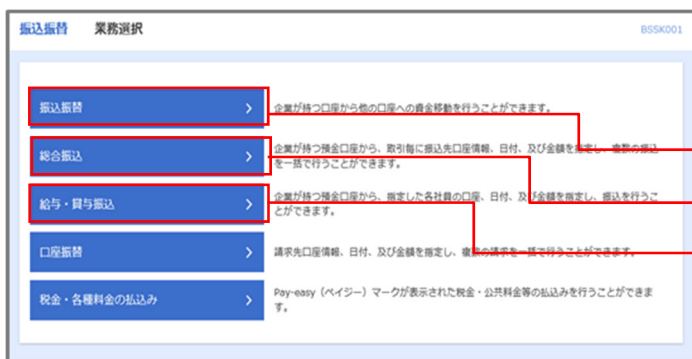 振込振替 業務選択 BSSK001
振込振替 企業が持つ口座から他の口座への資金移動を行うことができます。
総合振込 企業が持つ預金口座から、取引毎に振込先口座情報、日付、及び金額を指定し、複数の振込
を一括で行うことができます。
給与・賞与振込 企業が持つ預金口座から、指定した各社員の口座、日付、及び金額を指定し、振込を行うこ
とができます。
口座振替 請求先口座情報、日付、及び金額を指定し、複数の請求を一括で行うことができます。
税金・各種料金の払込み Pay-easy（ペイジー）マークが表示された税金・公共料金等の払込みを行うことができま
す。